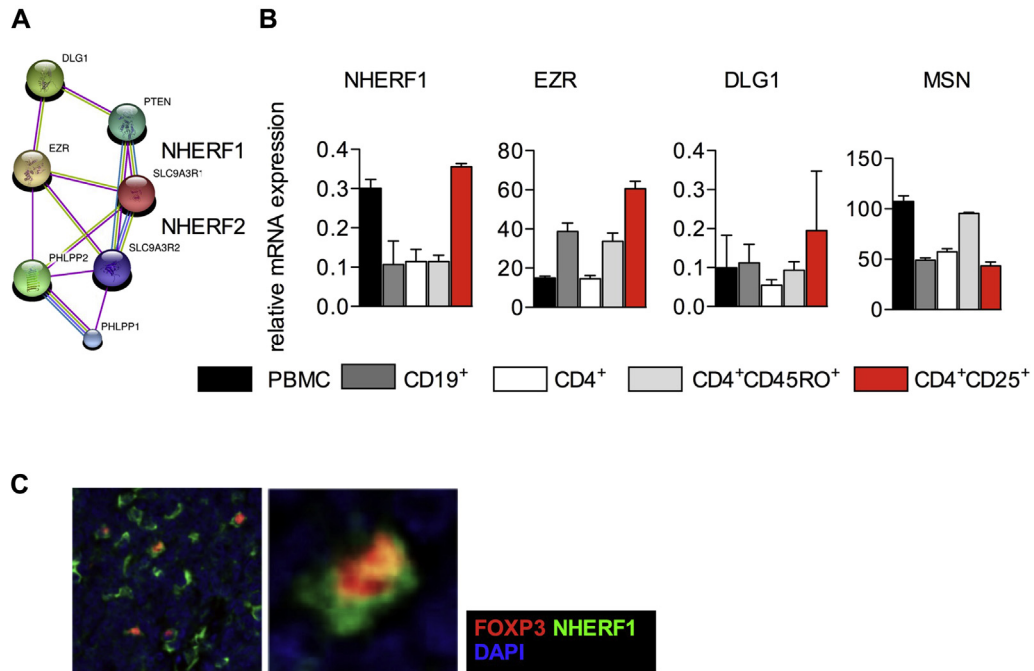 A
B
DLG1
PTEN
NHERF1
EZR
SLC9A3R1
NHERF2
SLC9A3R2
PHLPP2
PHLPP1
NHERF1 EZR DLG1 MSN
relative mRNA expression
0.4 80 0.4 150
0.3 60 0.3
100
0.2 40 0.2
50
0.1 20 0.1
0.0 0 0.0 0
PBMC CD19+ CD4+ CD4+CD45RO+ CD4+CD25+
C
FOXP3 NHERF1
DAPI